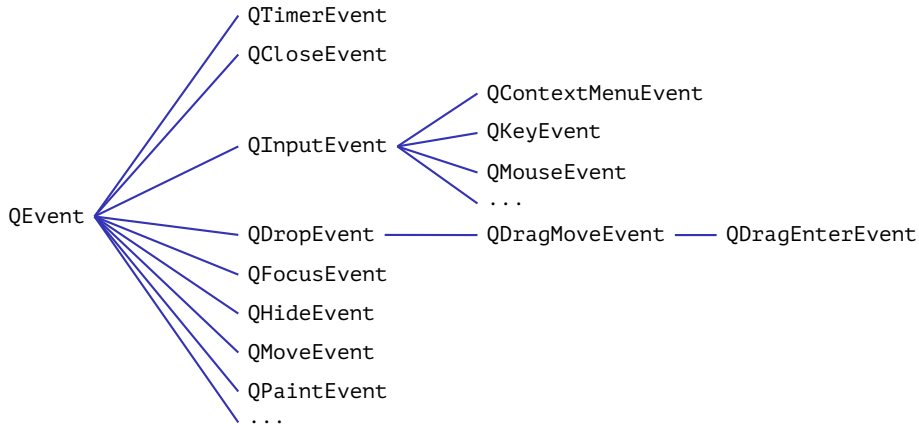 QTimerEvent
QCloseEvent
QContextMenuEvent
QKeyEvent
QInputEvent
QMouseEvent
...
QEvent
QDropEvent QDragMoveEvent QDragEnterEvent
QFocusEvent
QHideEvent
QMoveEvent
QPaintEvent
...